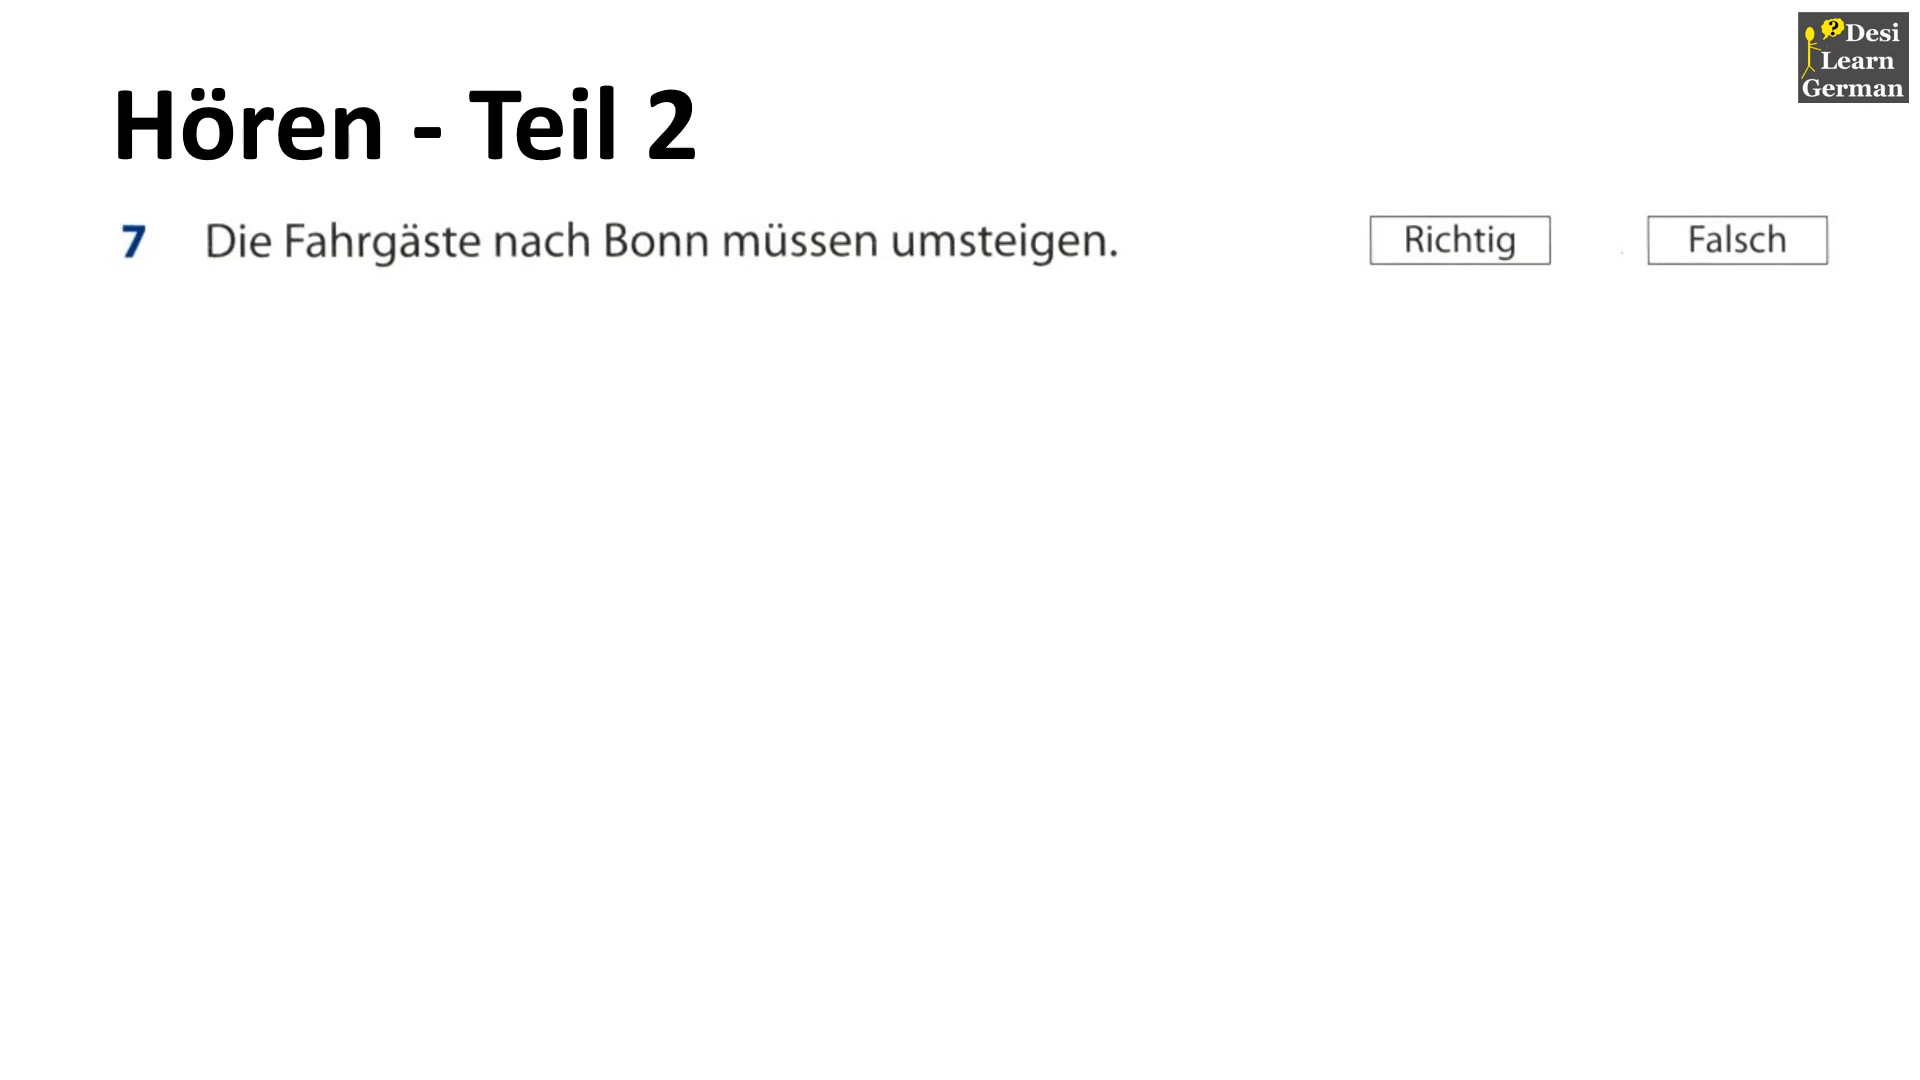 ? Desi
Learn
German
Hören - Teil 2
7 Die Fahrgäste nach Bonn müssen umsteigen. Richtig Falsch